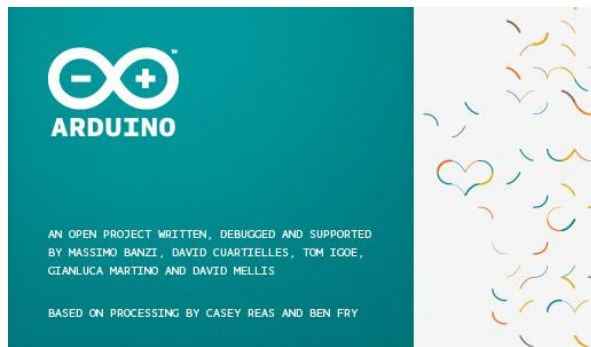 ARDUINO
AN OPEN PROJECT WRITTEN, DEBUGGED AND SUPPORTED
BY MASSIMO BANZI, DAVID CUARTIELLES, TOM IGOE,
GIANLUCA MARTINO AND DAVID MELLIS
BASED ON PROCESSING BY CASEY REAS AND BEN FRY